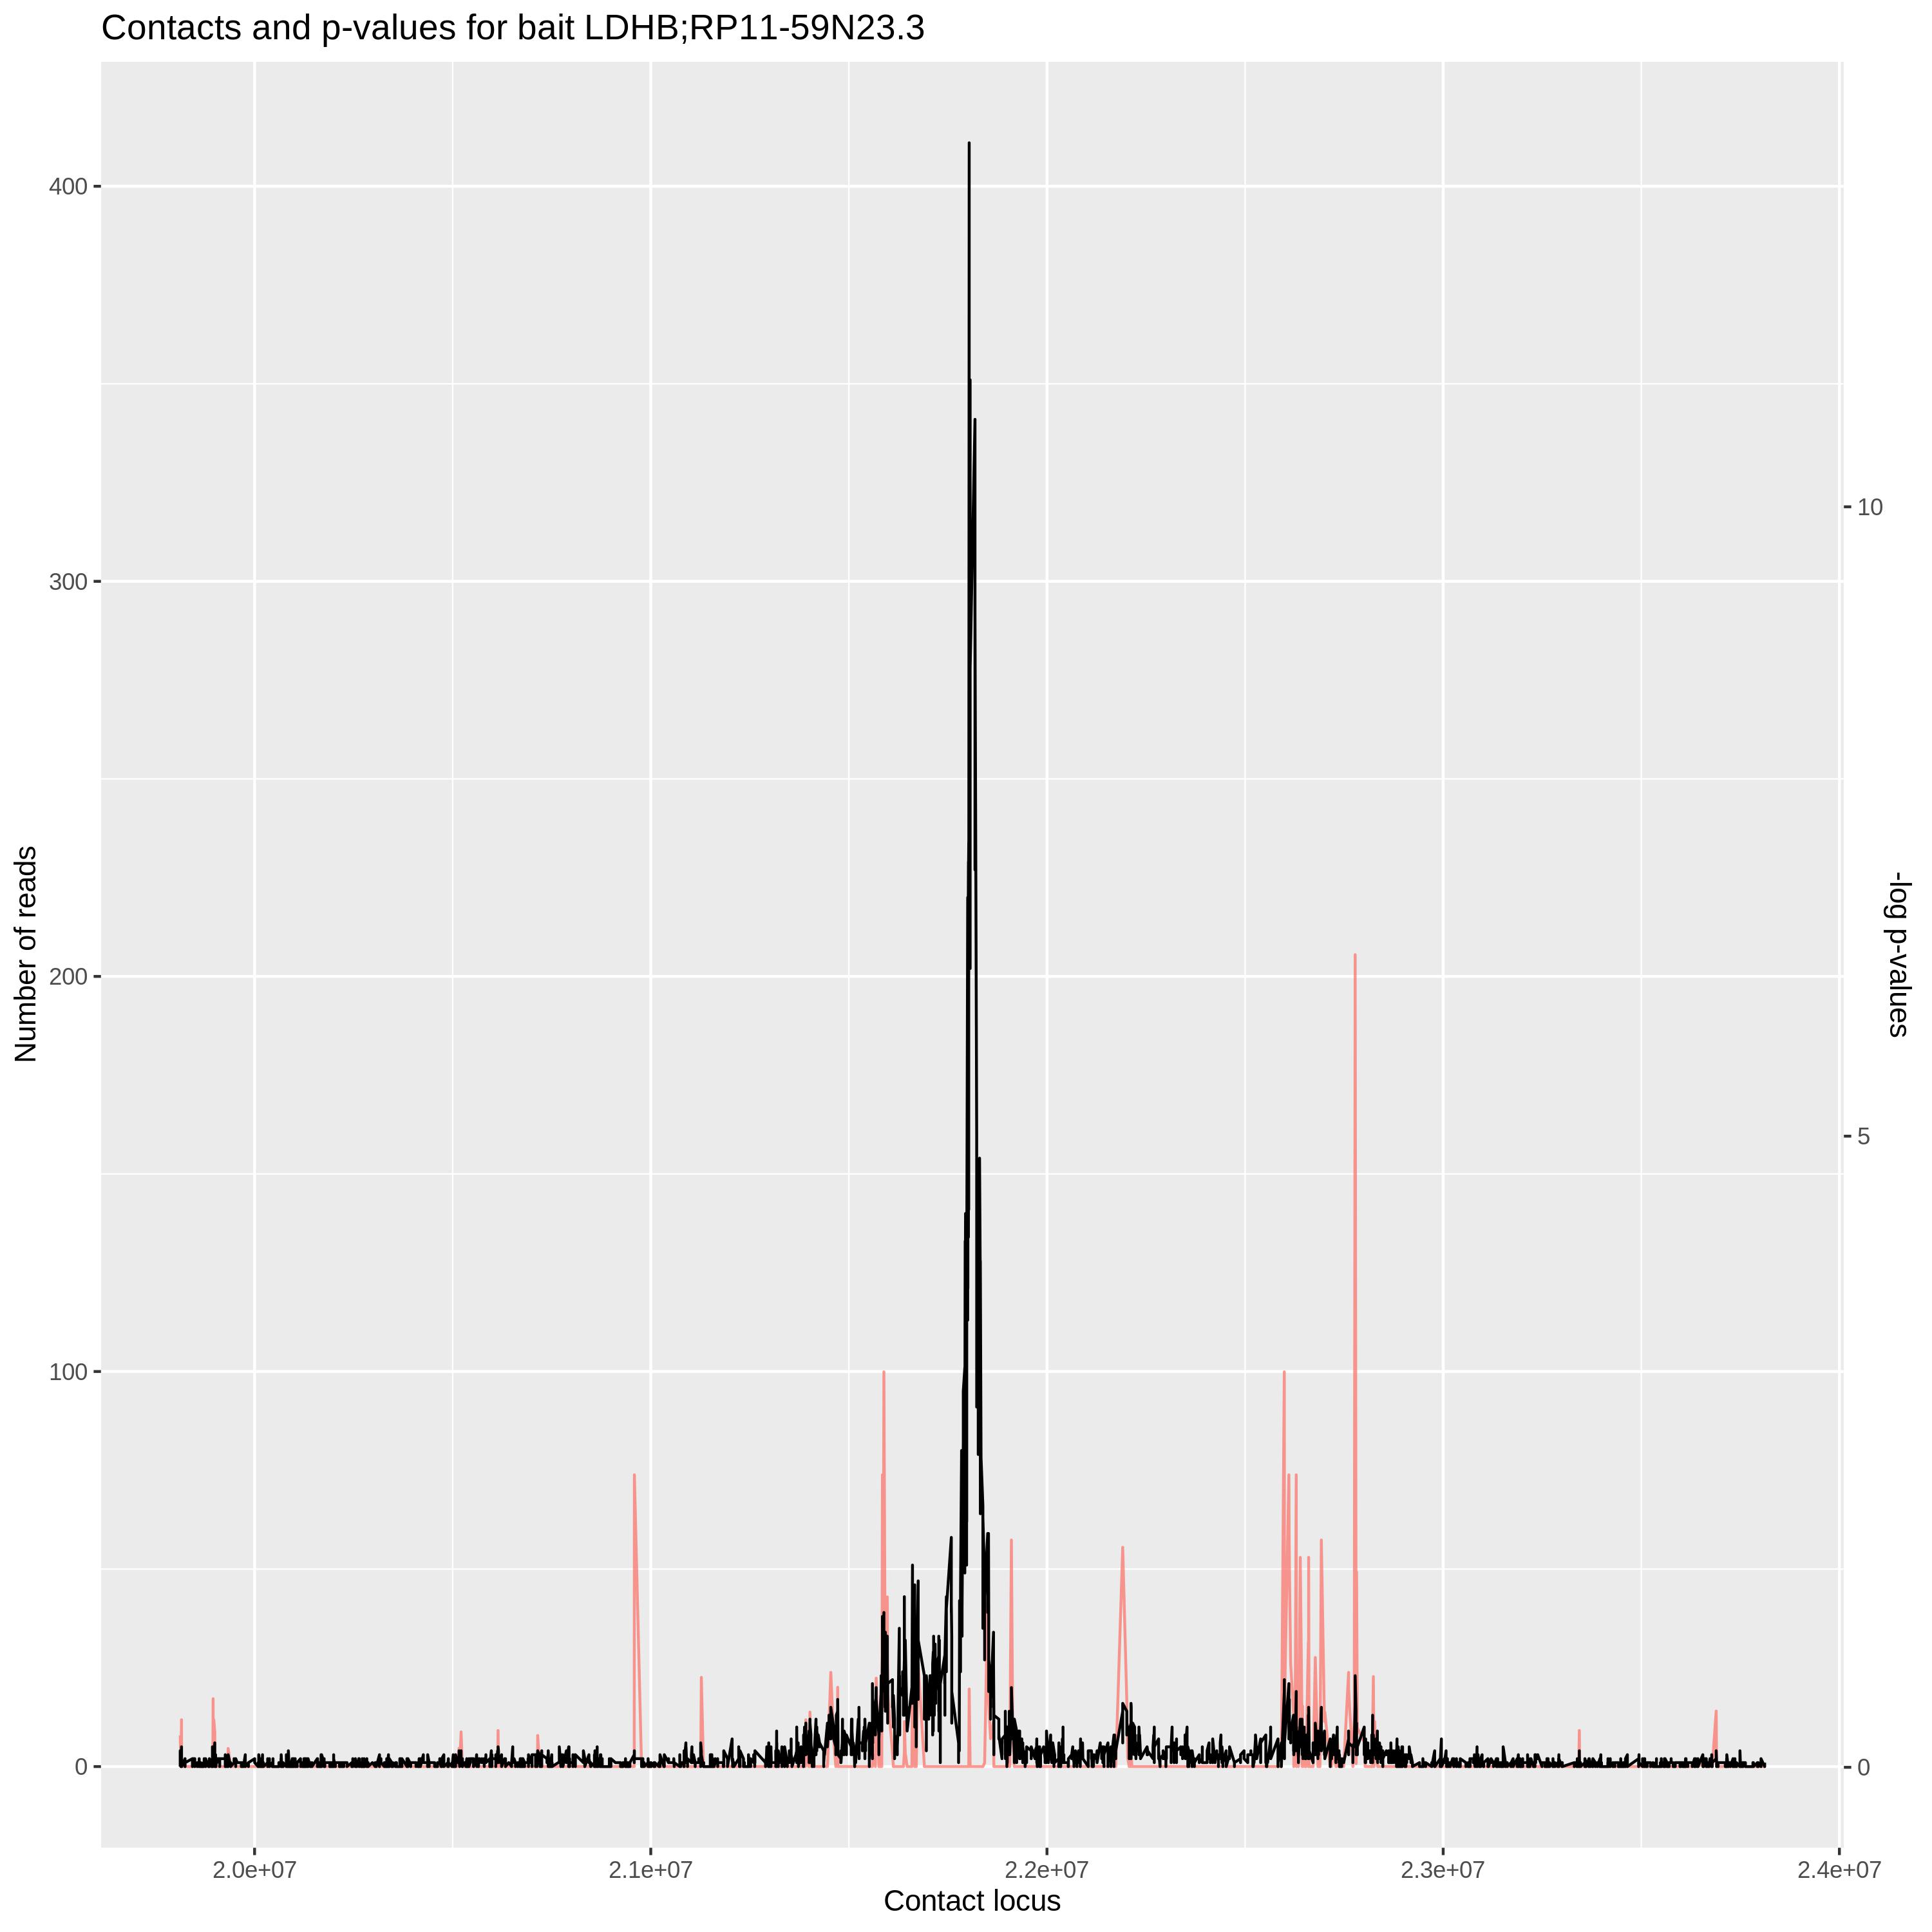 Contacts and p-values for bait LDHB;RP11-59N23.3
400
300
200
100
0
Number of reads
10
5
0
-log p-values
2.0e+07
2.1e+07
2.2e+07
2.3e+07
2.4e+07
Contact locus